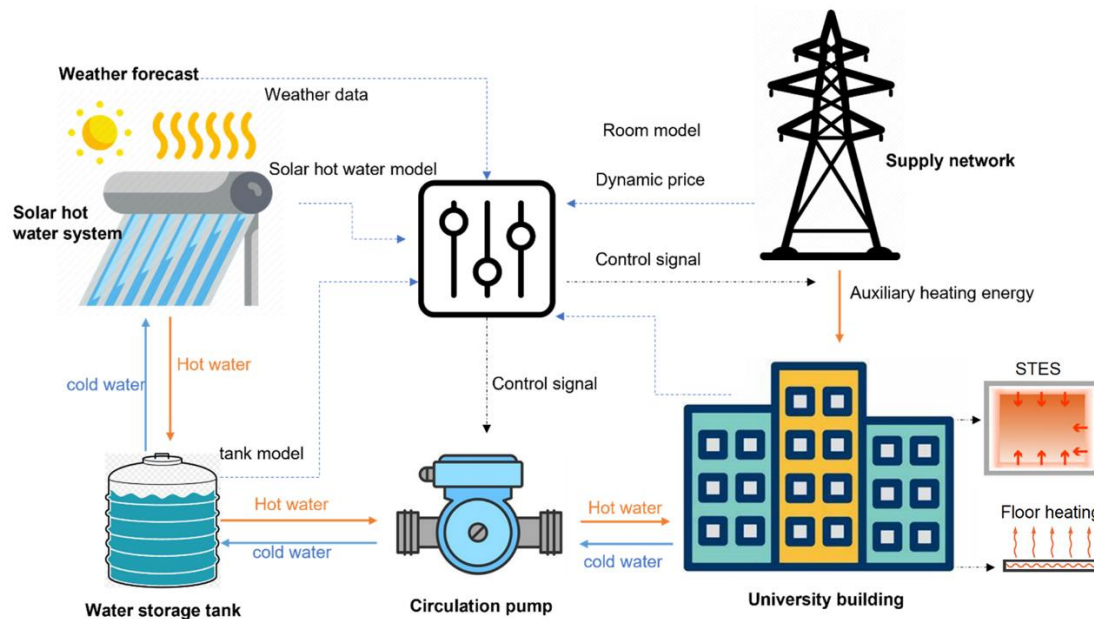 Weather forecast
Weather data
Room model
Supply network
Solar hot water model
Dynamic price
Solar hot
water system
Control signal
Auxiliary heating energy
Hot water
cold water
Control signal
STES
tank model
Hot water
Hot water
Floor heating
cold water
cold water
Water storage tank
Circulation pump
University building